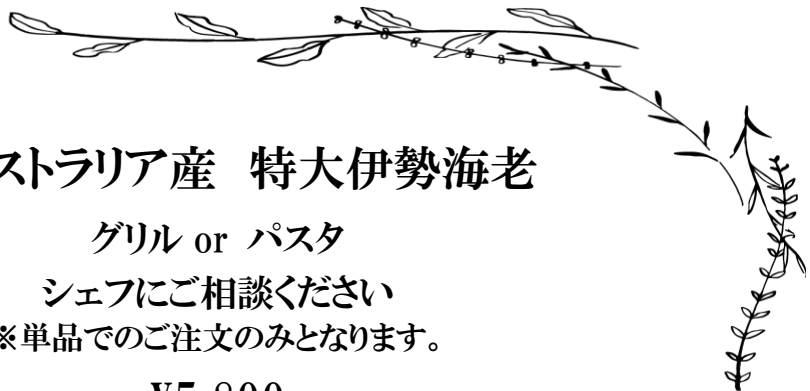 ストラリア産 特大伊勢海老
グリル or パスタ
シェフにご相談ください
※単品でのご注文のみとなります。